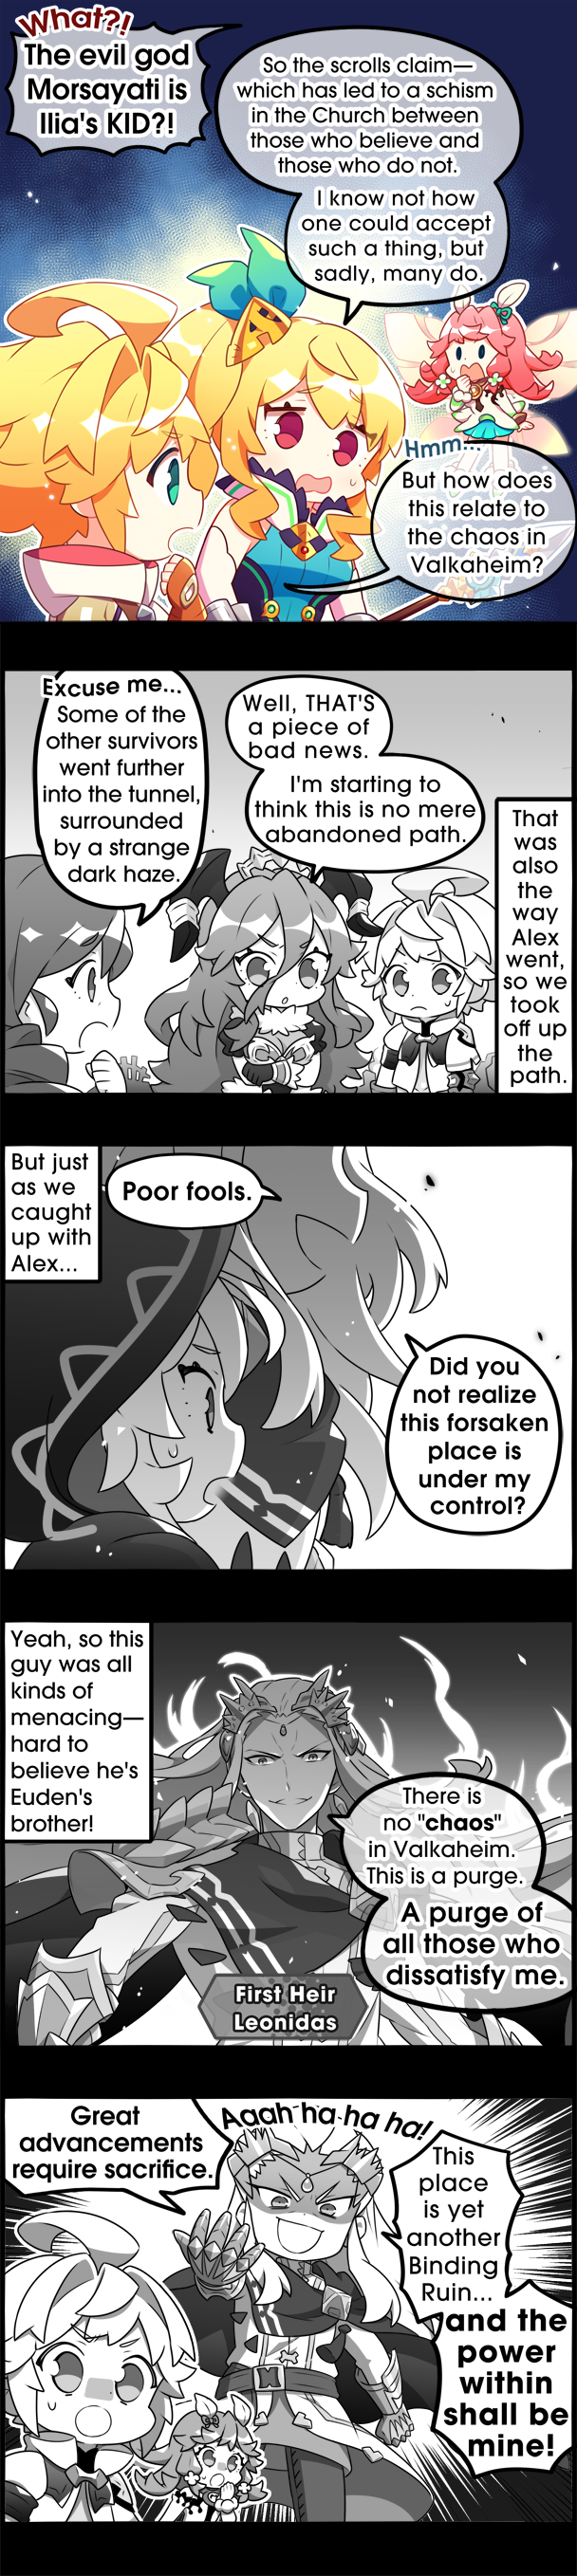 What?!
The evil god
Morsayati is
Ilia's KID?!
So the scrolls claim—
which has led to a schism
in the Church between
those who believe and
those who do not.
I know not how
one could accept
such a thing, but
sadly, many do.
Hmm...
But how does
this relate to
the chaos in
Valkaheim?
Excuse me...
Some of the
other survivors
went further
into the tunnel,
surrounded
by a strange
dark haze.
Well, THAT'S
a piece of
bad news.
I'm starting to
think this is no mere
abandoned path.
That
was
also
the
way
Alex
went,
so we
took
off up
the
path.
But just
as we
caught
up with
Alex...
Poor fools.
Did you
not realize
this forsaken
place is
under my
control?
Yeah, so this
guy was all
kinds of
menacing—
hard to
believe he's
Euden's
brother!
There is
no "chaos"
in Valkaheim.
This is a purge.
A purge of
all those who
dissatisfy me.
First Heir
Leonidas
Great
advancements
require sacrifice.
Aaah ha ha ha!
This
place
is yet
another
Binding
Ruin...
and the
power
within
shall be
mine!